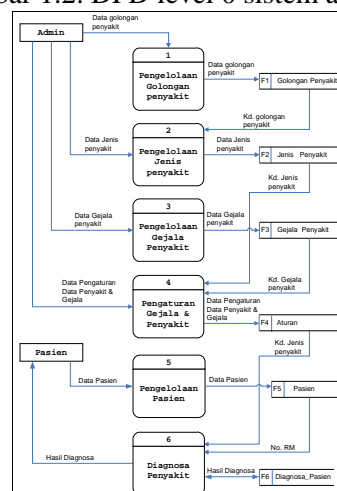 bar 1.2. DFD level 0 sistem a
Admin
Data golongan
penyakit
1
Pengelolaan
Golongan
penyakit
Data golongan
penyakit
F1 Golongan Penyakit
Kd. golongan
penyakit
2
Pengelolaan
Jenis
penyakit
Data Jenis
penyakit
Data Jenis
penyakit
F2 Jenis Penyakit
Kd. Jenis
penyakit
3
Pengelolaan
Gejala
Penyakit
Data Gejala
penyakit
Data Gejala
penyakit
F3 Gejala Penyakit
Kd. Gejala
penyakit
4
Pengaturan
Gejala &
Penyakit
Data Pengaturan
Data Penyakit &
Gejala
Data Pengaturan
Data Penyakit &
Gejala
F4 Aturan
Kd. Jenis
penyakit
Pasien
5
Pengelolaan
Pasien
Data Pasien
Data Pasien
F5 Pasien
No. RM
6
Diagnosa
Penyakit
Hasil Diagnosa
Hasil Diagnosa
F6 Diagnosa_Pasien